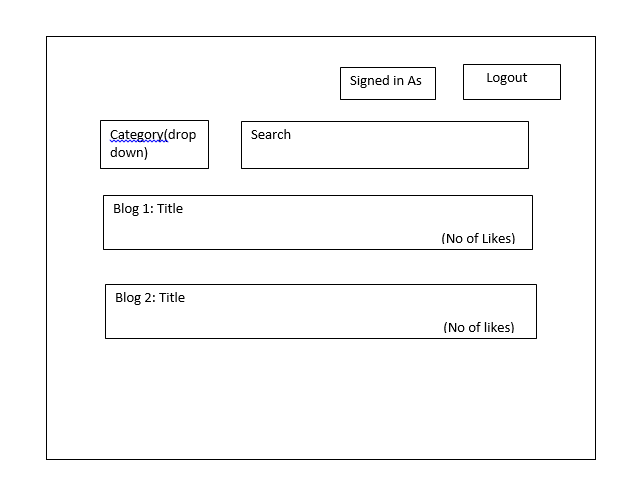 Signed in As
Logout
Category(drop
down)
Search
Blog 1: Title
(No of Likes)
Blog 2: Title
(No of likes)